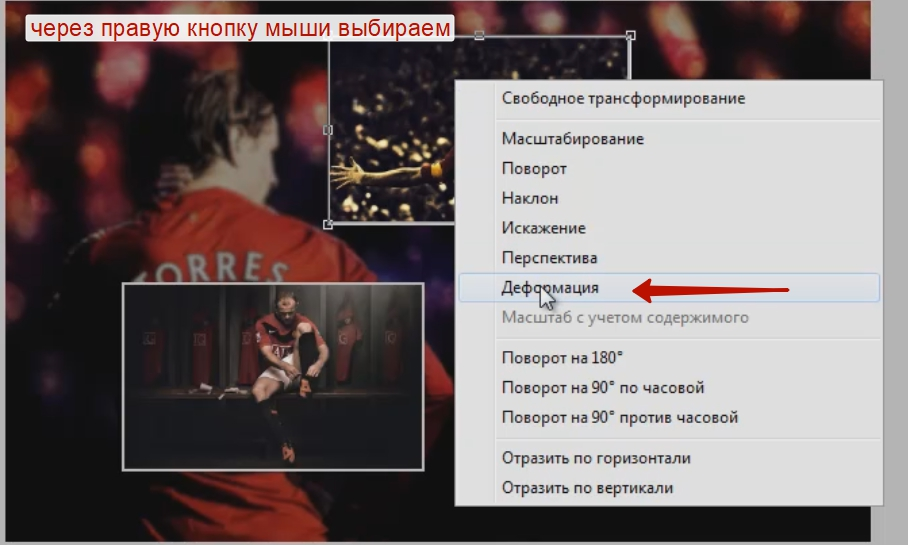 через правую кнопку мыши выбираем
Свободное трансформирование
Масштабирование
Поворот
Наклон
Искажение
Перспектива
Деформация
Масштаб с учетом содержимого
TORRES
Поворот на 180°
Поворот на 90° по часовой
Поворот на 90° против часовой
Отразить по горизонтали
Отразить по вертикали